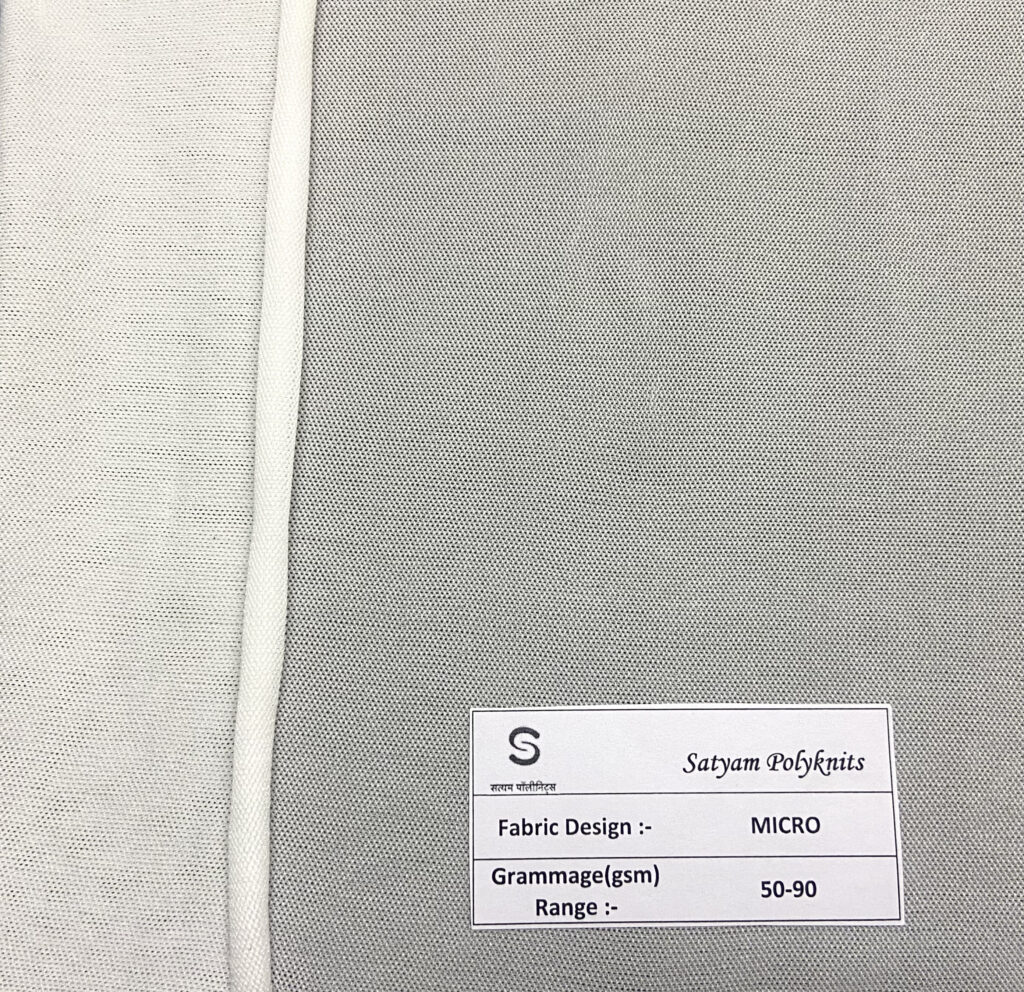 S
सत्यम पॉलीनिट्स
Satyam Polyknits
Fabric Design :-
MICRO
Grammage(gsm)
Range :-
50-90